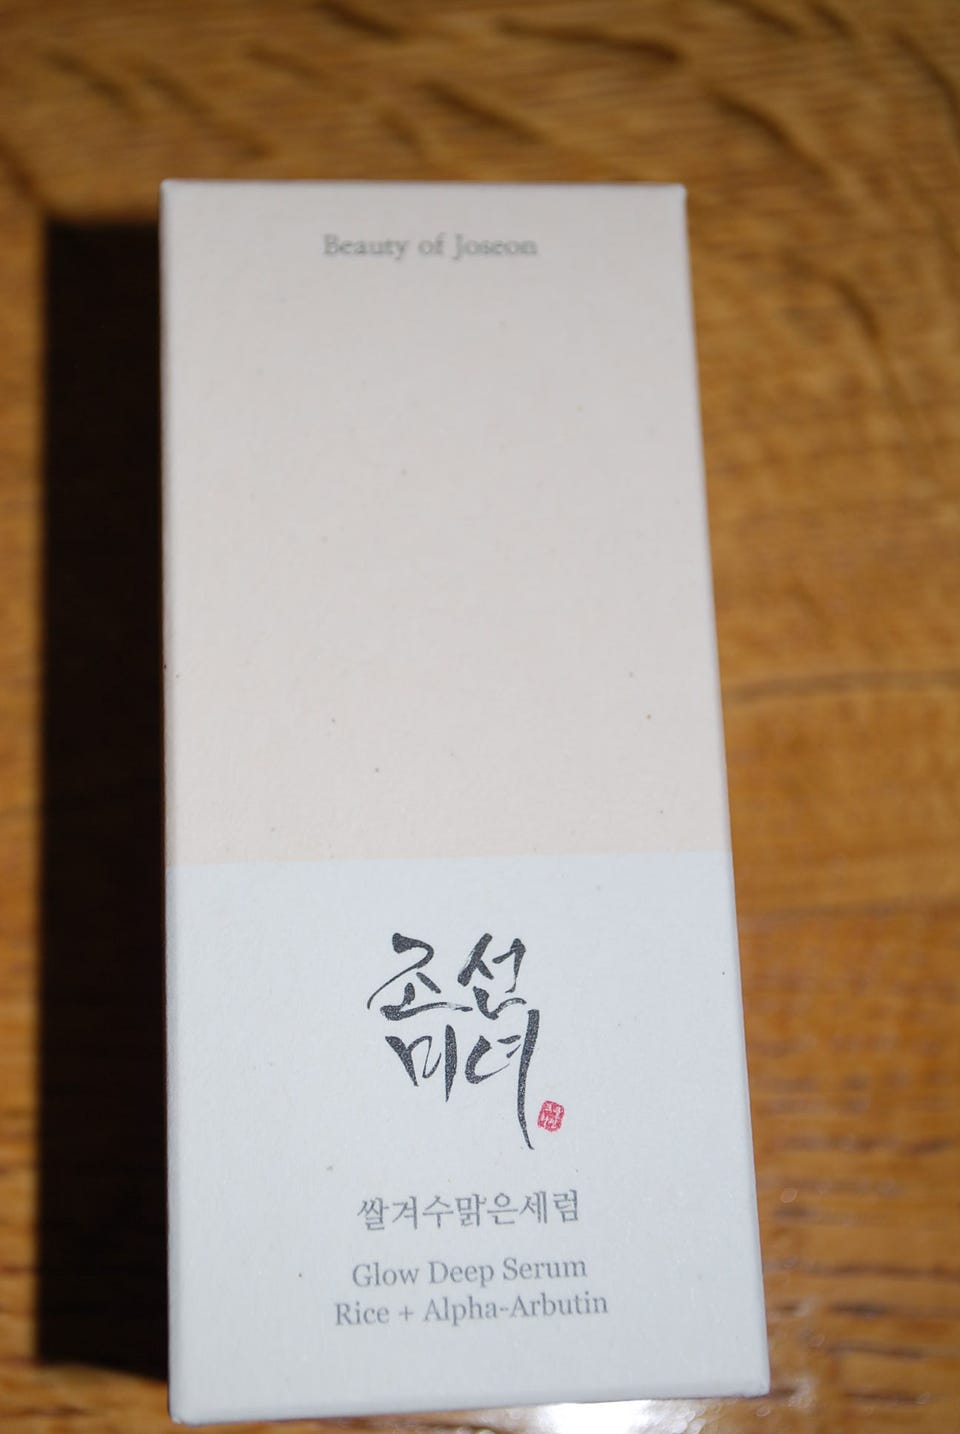 Beauty of Joseon
조선
미녀
쌀겨수맑은세럼
Glow Deep Serum
Rice + Alpha-Arbutin